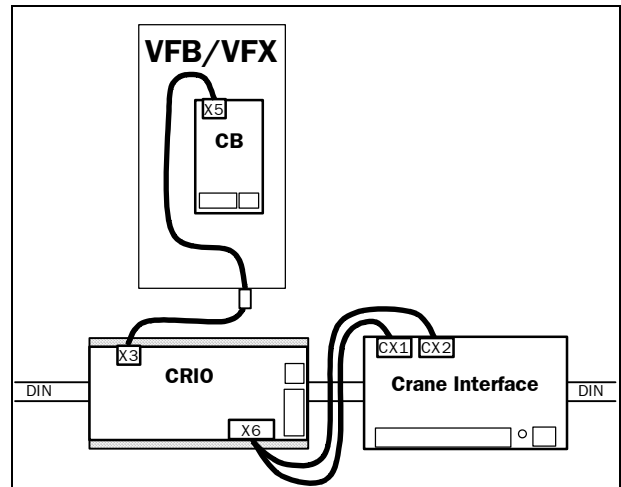 VFB/VFX
X5
CB
X3
CRIO
X6
CX1 CX2
Crane Interface
DIN
DIN